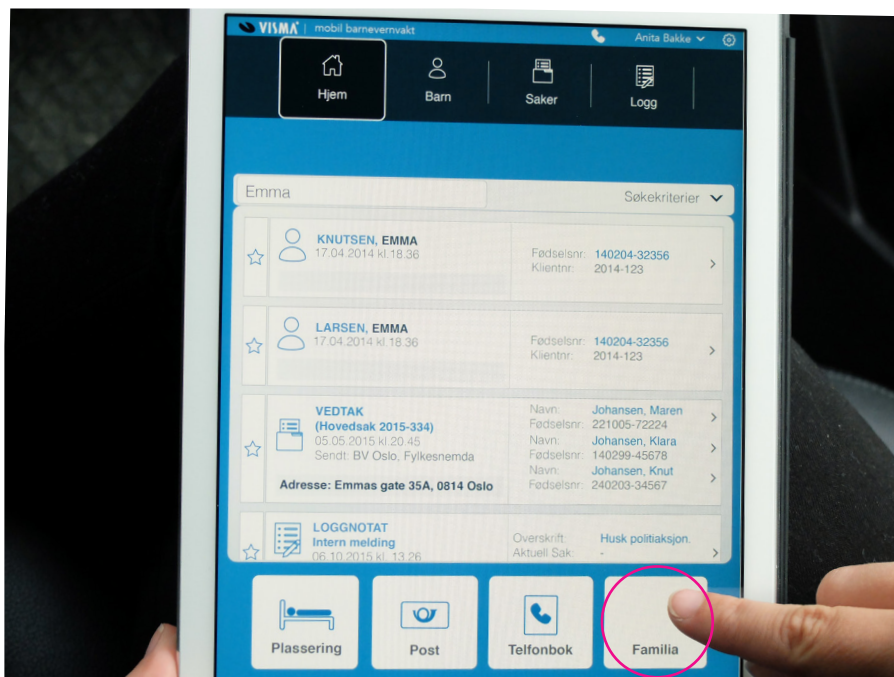 VISMA | mobil barnevernvakt
Anita Bakke
Hjem
Barn
Saker
Logg
Emma
Søkekriterier
KNUTSEN, EMMA
17.04.2014 kl.18.36
Fødselsnr: 140204-32356
Klientnr: 2014-123
LARSEN, EMMA
17.04.2014 kl.18.36
Fødselsnr: 140204-32356
Klientnr: 2014-123
VEDTAK
(Hovedsak 2015-334)
05.05.2015 kl.20.45
Sendt: BV Oslo, Fylkesnemda
Adresse: Emmas gate 35A, 0814 Oslo
Navn: Johansen, Maren
Fødselsnr: 221005-72224
Navn: Johansen, Klara
Fødselsnr: 140299-45678
Navn: Johansen, Knut
Fødselsnr: 240203-34567
LOGGNOTAT
Intern melding
06.10.2015 kl. 13.26
Overskrift: Husk politiaksjon.
Aktuell Sak: -
Plassering
Post
Telfonbok
Familia